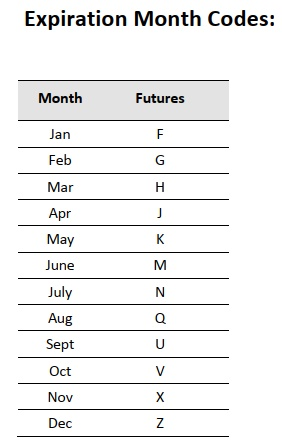 Expiration Month Codes:
Month Futures
Jan F
Feb G
Mar H
Apr J
May K
June M
July N
Aug Q
Sept U
Oct V
Nov X
Dec Z